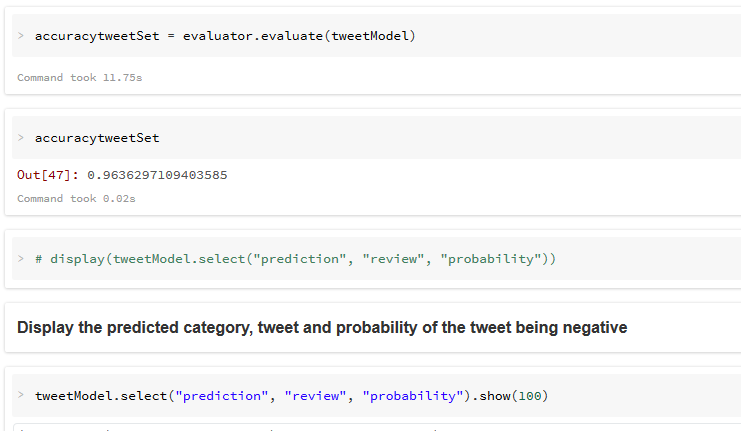 > accuracytweetSet = evaluator.evaluate(tweetModel)
Command took 11.75s
> accuracytweetSet
Out[47]: 0.9636297109403585
Command took 0.02s
> # display(tweetModel.select("prediction", "review", "probability"))
Display the predicted category, tweet and probability of the tweet being negative
> tweetModel.select("prediction", "review", "probability").show(100)